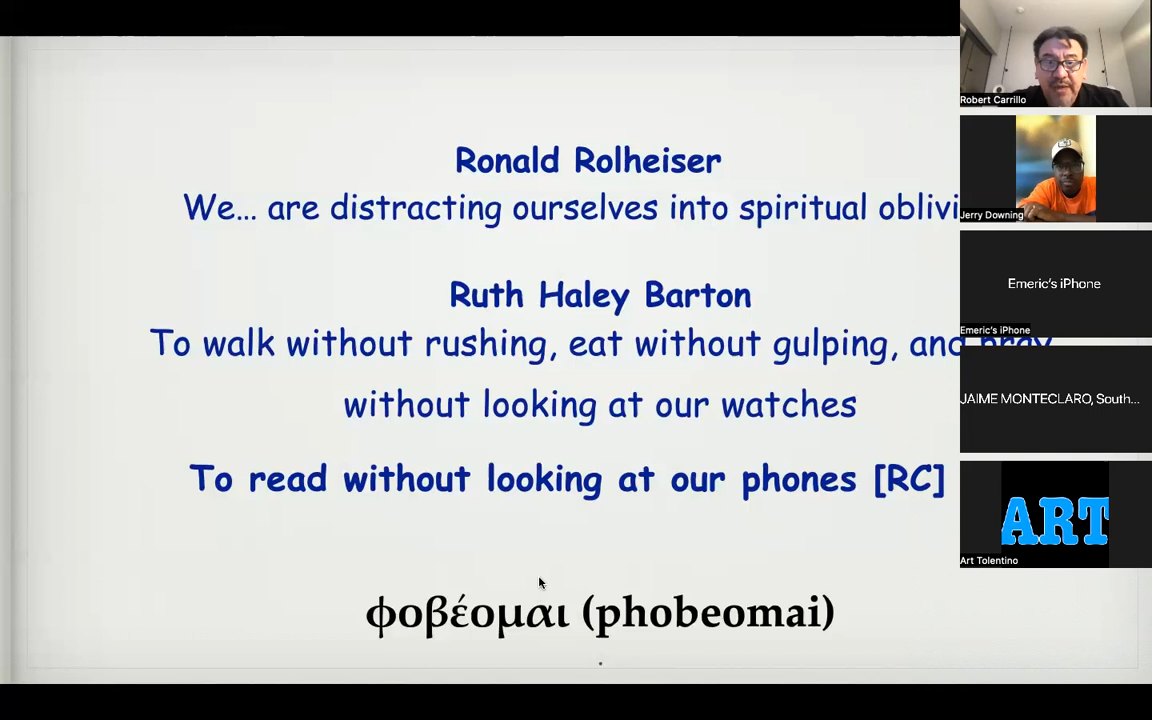 Ronald Rolheiser
We... are distracting ourselves into spiritual oblivi
Ruth Haley Barton
To walk without rushing, eat without gulping, and pray
without looking at our watches
To read without looking at our phones [RC]
φοβέομαι (phobeomai)
Robert Carrillo
Jerry Downing
Emeric's iPhone
Emeric's iPhone
JAIME MONTECLARO, South...
ART
Art Tolentino